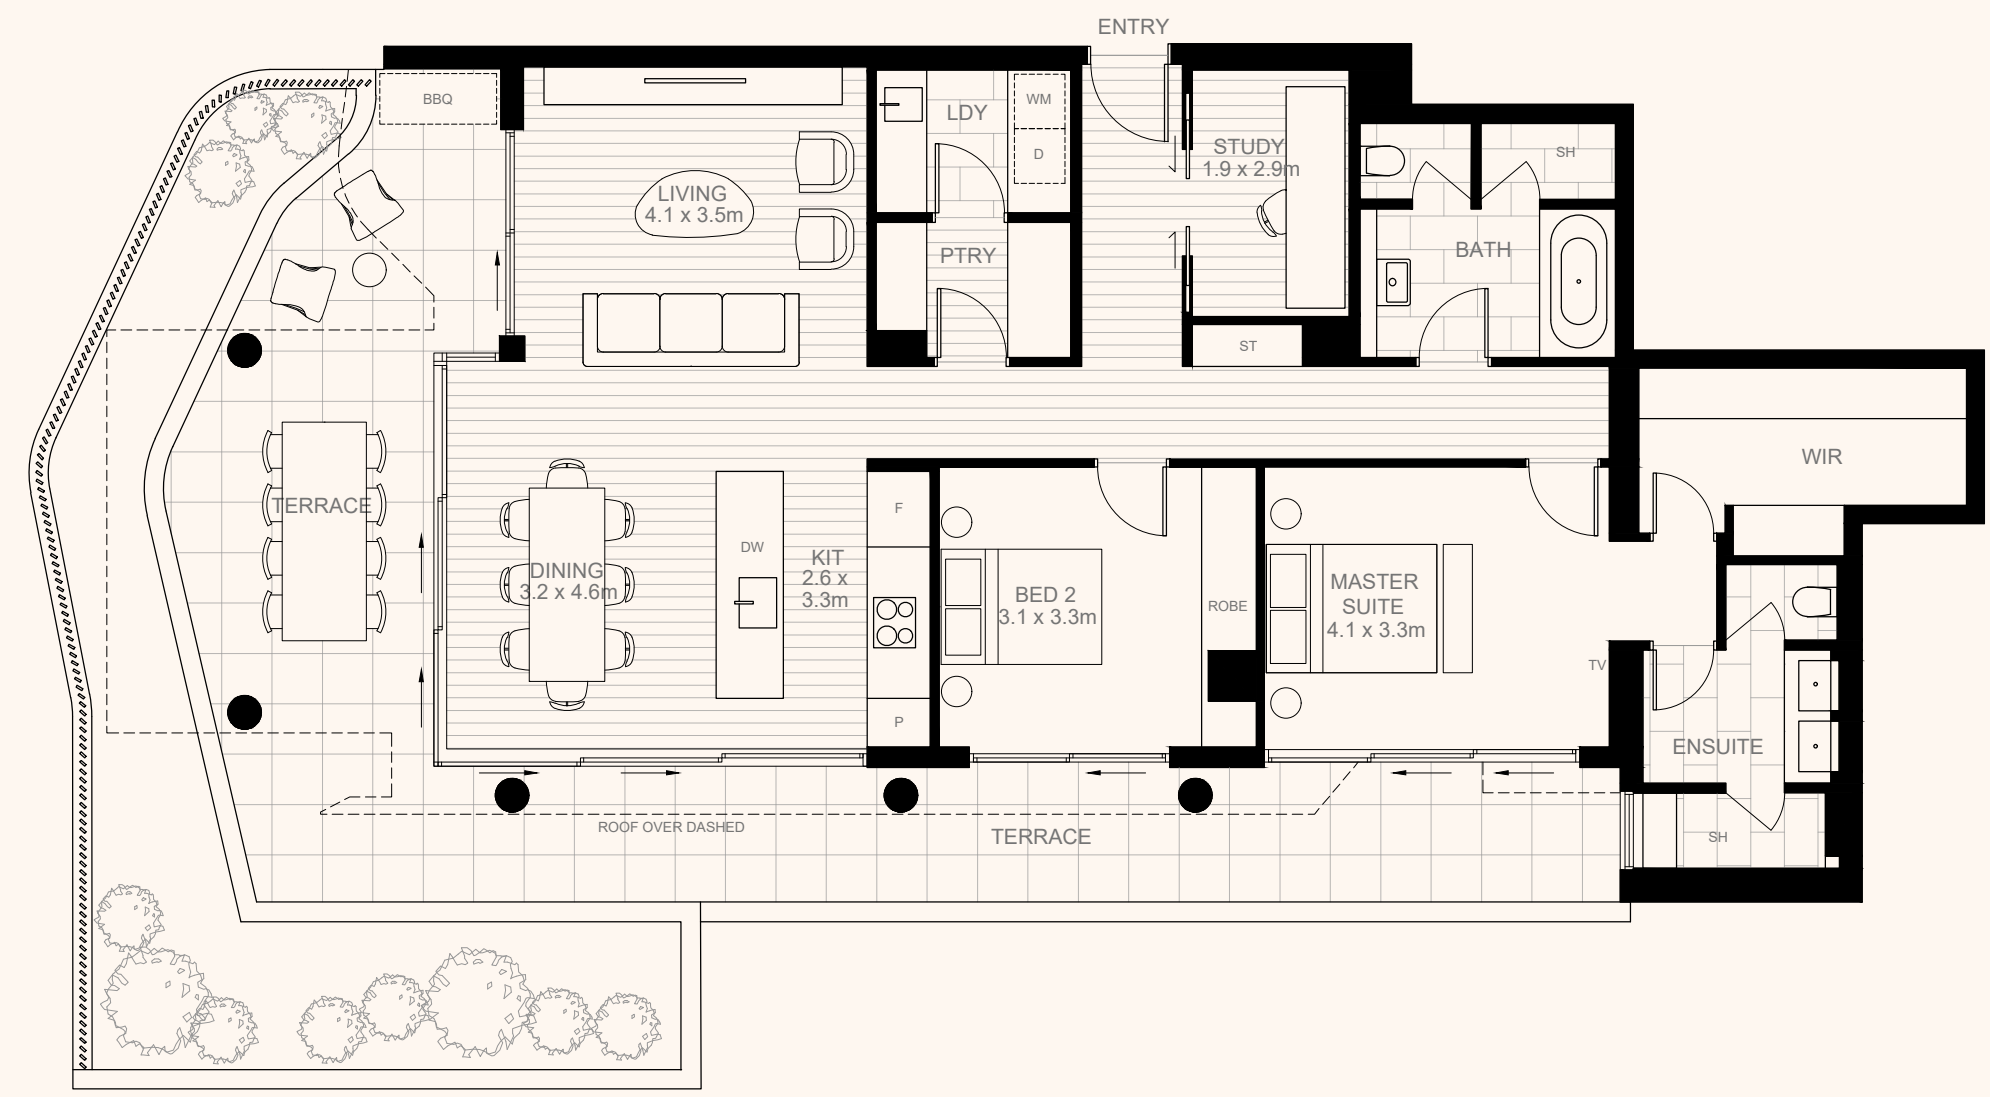 ENTRY
BBQ
LDY
WM
D
STUDY
1.9 x 2.9m
SH
LIVING
4.1 x 3.5m
PTRY
BATH
ST
WIR
TERRACE
F
DW
KIT
2.6 x
3.3m
DINING
3.2 x 4.6m
BED 2
3.1 x 3.3m
ROBE
MASTER
SUITE
4.1 x 3.3m
TV
P
ENSUITE
ROOF OVER DASHED
TERRACE
SH